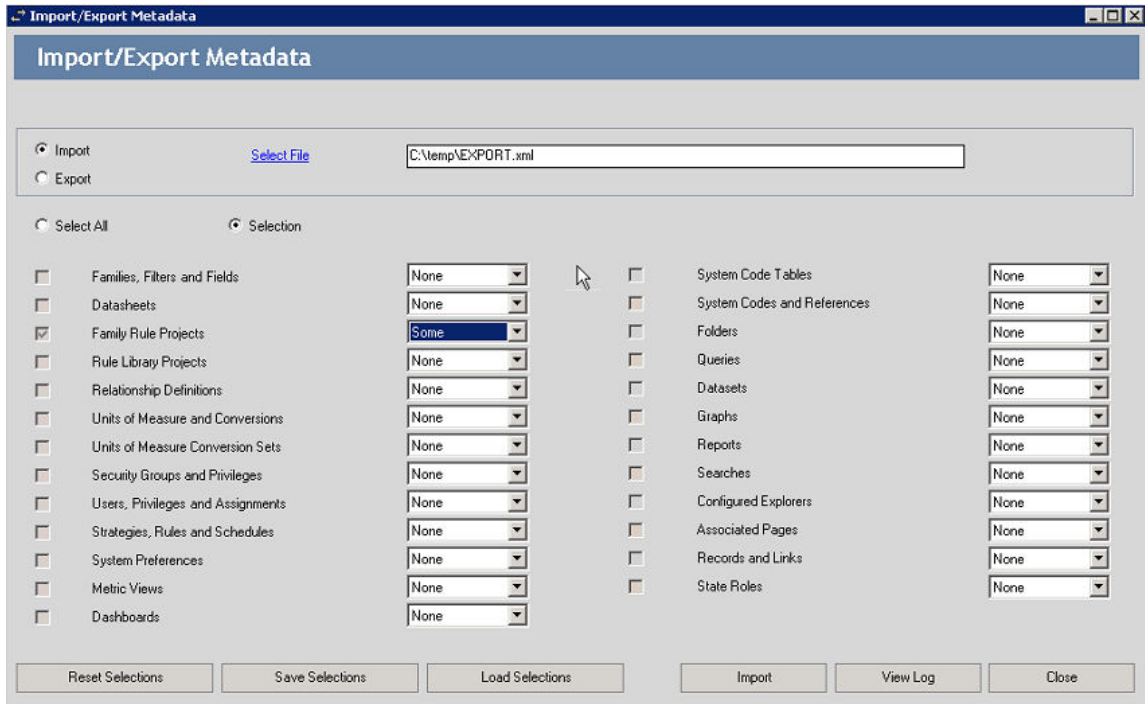 Import/Export Metadata
Import/Export Metadata
Import
Select File
C:\temp\EXPORT.xml
Export
Select All
Selection
Families, Filters and Fields None
Datasheets None
Family Rule Projects Some
Rule Library Projects None
Relationship Definitions None
Units of Measure and Conversions None
Units of Measure Conversion Sets None
Security Groups and Privileges None
Users, Privileges and Assignments None
Strategies, Rules and Schedules None
System Preferences None
Metric Views None
Dashboards None
System Code Tables None
System Codes and References None
Folders None
Queries None
Datasets None
Graphs None
Reports None
Searches None
Configured Explorers None
Associated Pages None
Records and Links None
State Roles None
Reset Selections
Save Selections
Load Selections
Import
View Log
Close